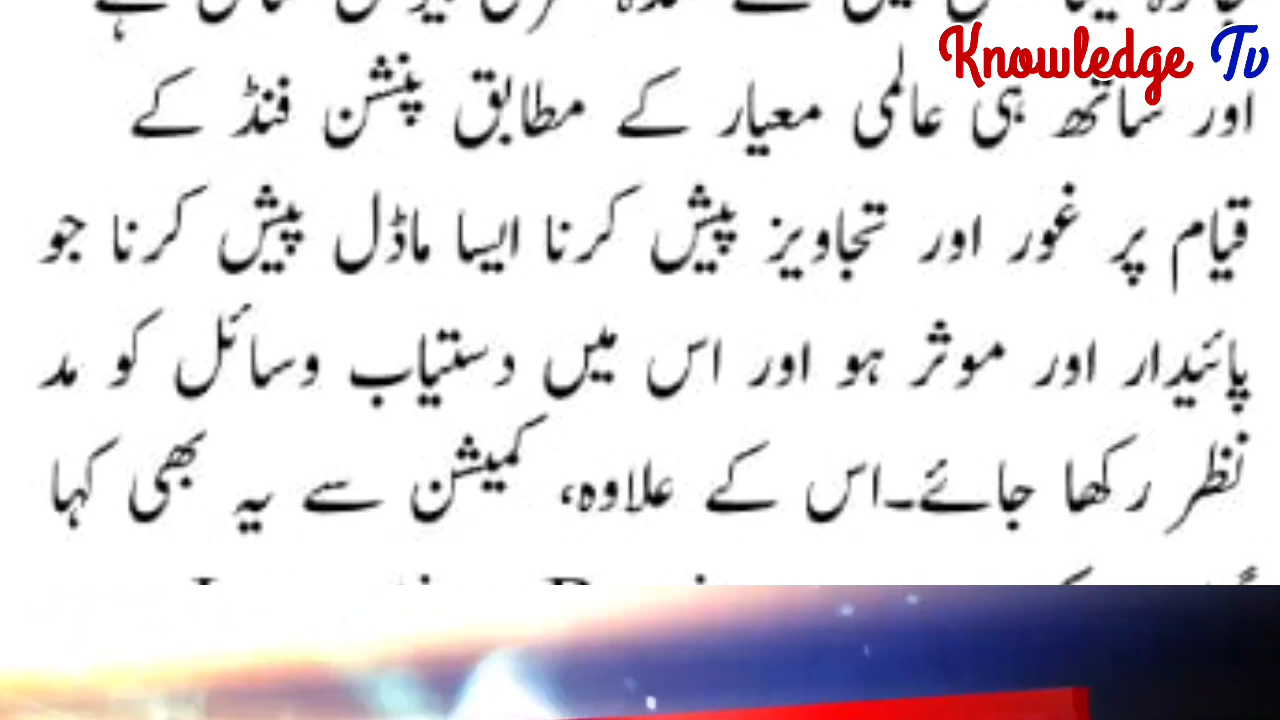 Knowledge Tv
اور ساتھ ہی عالمی معیار کے مطابق پنشن فنڈ کے
قیام پر غور اور تجاویز پیش کرنا ایسا ماڈل پیش کرنا جو
پائیدار اور موثر ہو اور اس میں دستیاب وسائل کو مد
نظر رکھا جائے۔اس کے علاوہ، کمیشن سے یہ بھی کہا